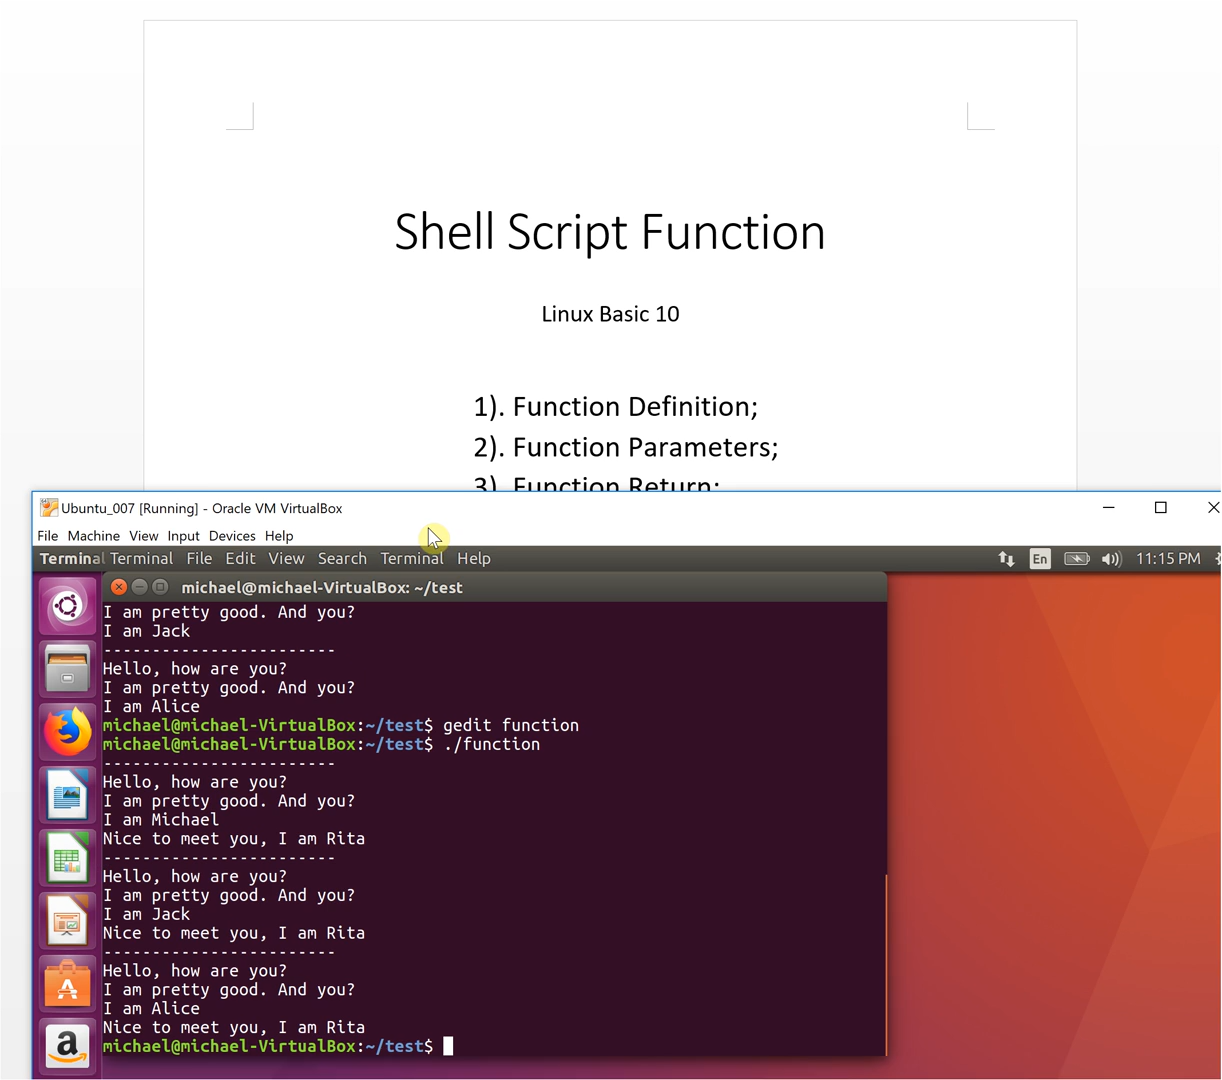 Shell Script Function
Linux Basic 10
1). Function Definition;
2). Function Parameters;
3). Function Return;
Ubuntu_007 [Running] - Oracle VM VirtualBox
File Machine View Input Devices Help
Terminal Terminal File Edit View Search Terminal Help En 11:15 PM
michael@michael-VirtualBox: ~/test
I am pretty good. And you?
I am Jack
------------------------
Hello, how are you?
I am pretty good. And you?
I am Alice
michael@michael-VirtualBox:~/test$ gedit function
michael@michael-VirtualBox:~/test$ ./function
------------------------
Hello, how are you?
I am pretty good. And you?
I am Michael
Nice to meet you, I am Rita
------------------------
Hello, how are you?
I am pretty good. And you?
I am Jack
Nice to meet you, I am Rita
------------------------
Hello, how are you?
I am pretty good. And you?
I am Alice
Nice to meet you, I am Rita
michael@michael-VirtualBox:~/test$